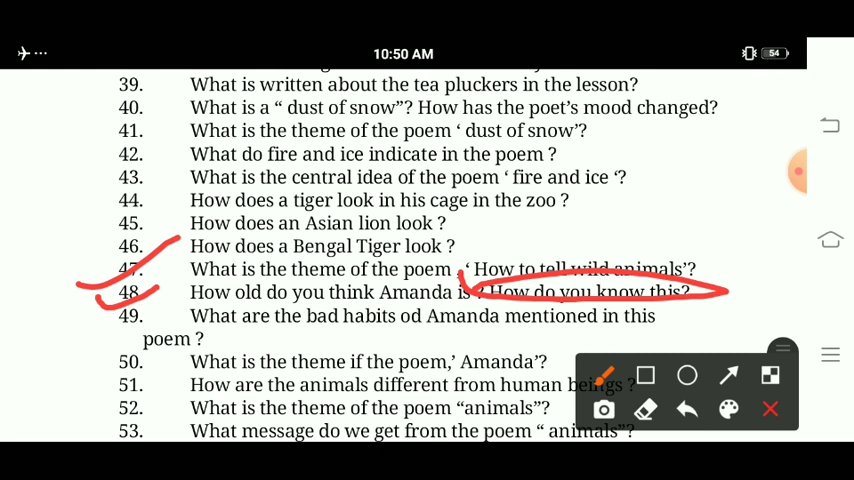 10:50 AM
54
39. What is written about the tea pluckers in the lesson?
40. What is a “ dust of snow”? How has the poet’s mood changed?
41. What is the theme of the poem ‘ dust of snow’?
42. What do fire and ice indicate in the poem ?
43. What is the central idea of the poem ‘ fire and ice ‘?
44. How does a tiger look in his cage in the zoo ?
45. How does an Asian lion look ?
46. How does a Bengal Tiger look ?
47. What is the theme of the poem , ‘ How to tell wild animals’?
48. How old do you think Amanda is ? How do you know this?
49. What are the bad habits od Amanda mentioned in this
poem ?
50. What is the theme if the poem,’ Amanda’?
51. How are the animals different from human beings ?
52. What is the theme of the poem “animals”?
53. What message do we get from the poem “ animals”?